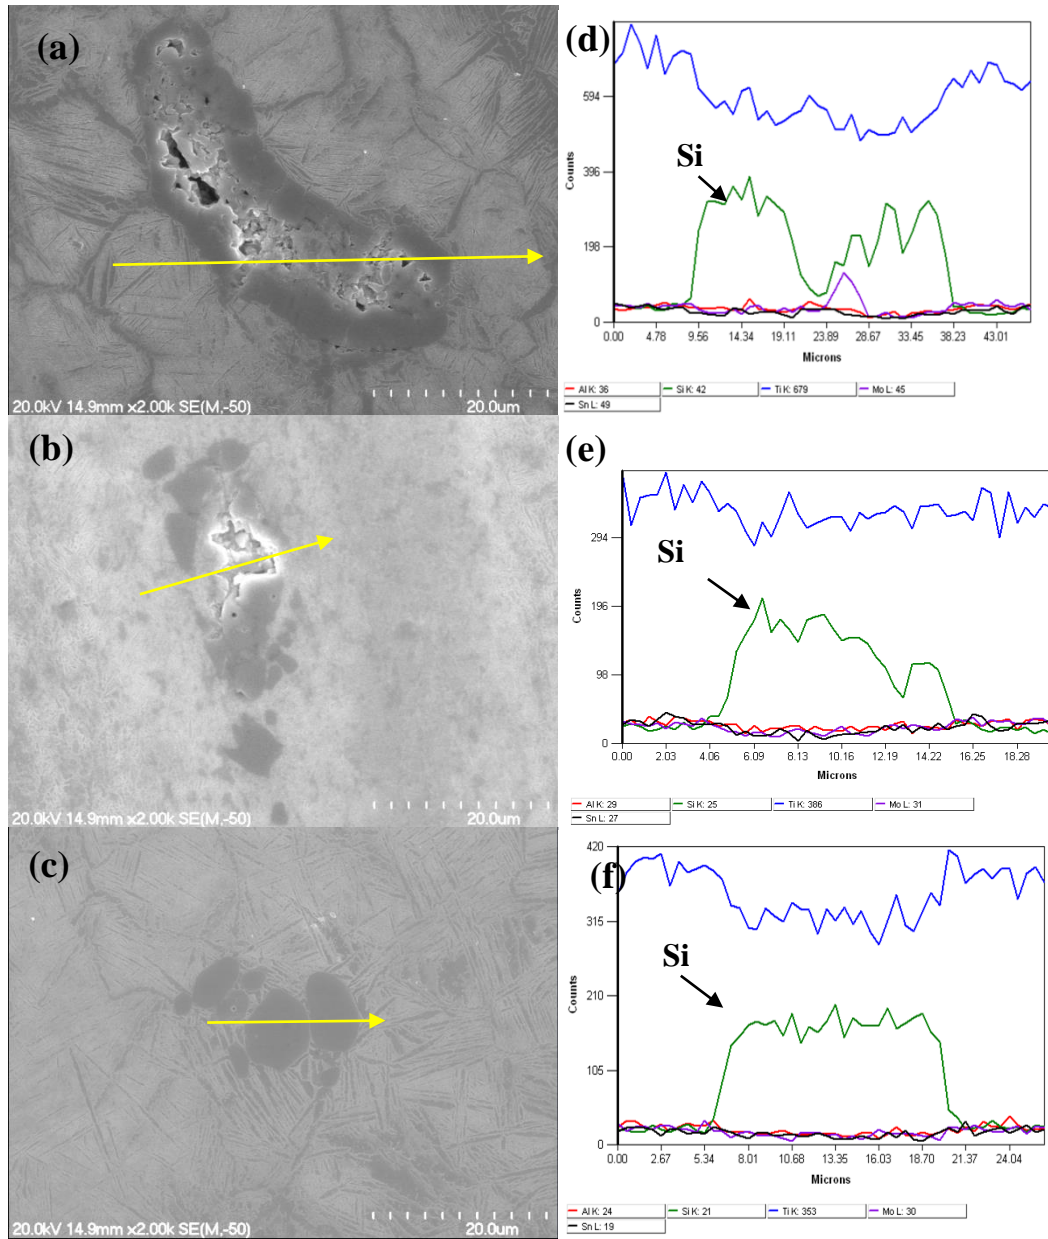 (a)
20.0kV 14.9mm x2.00k SE(M,-50) 20.0um
(d)
594
396
198
0
Counts
Si
0.00 4.78 9.56 14.34 19.11 23.89 28.67 33.45 38.23 43.01
Microns
Al K: 36 Si K: 42 Ti K: 679 Mo L: 45
Sn L: 49
(b)
20.0kV 14.9mm x2.00k SE(M,-50) 20.0um
(e)
294
196
98
0
Counts
Si
0.00 2.03 4.06 6.09 8.13 10.16 12.19 14.22 16.25 18.28
Microns
Al K: 29 Si K: 25 Ti K: 386 Mo L: 31
Sn L: 27
(c)
20.0kV 14.9mm x2.00k SE(M,-50) 20.0um
(f)
420
315
210
105
0
Counts
Si
0.00 2.67 5.34 8.01 10.68 13.35 16.03 18.70 21.37 24.04
Microns
Al K: 24 Si K: 21 Ti K: 353 Mo L: 30
Sn L: 19